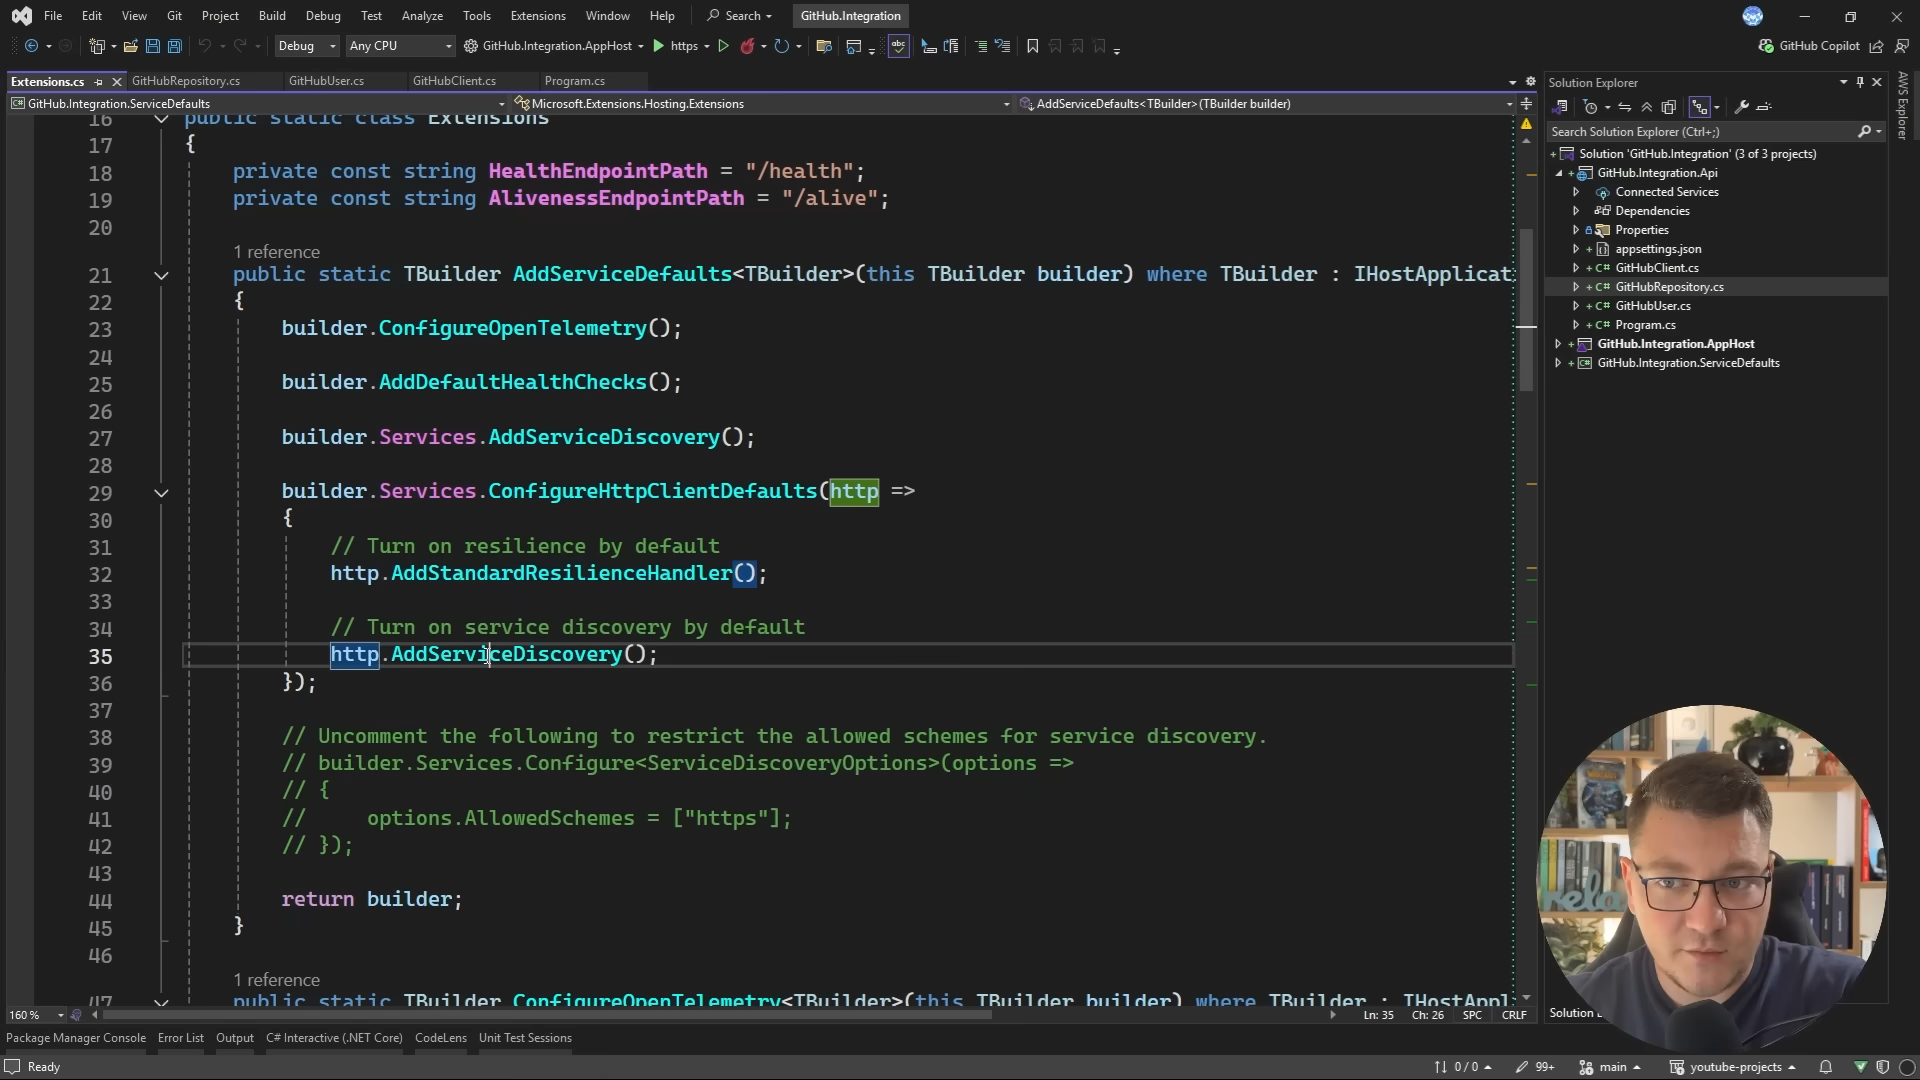 File Edit View Git Project Build Debug Test Analyze Tools Extensions Window Help Search GitHub.Integration
Debug Any CPU GitHub.Integration.AppHost https GitHub Copilot
Extensions.cs GitHubRepository.cs GitHubUser.cs GitHubClient.cs Program.cs
GitHub.Integration.ServiceDefaults Microsoft.Extensions.Hosting.Extensions AddServiceDefaults<TBuilder>(TBuilder builder)
16 public static class Extensions
17 {
18 private const string HealthEndpointPath = "/health";
19 private const string AlivenessEndpointPath = "/alive";
20
1 reference
21 public static TBuilder AddServiceDefaults<TBuilder>(this TBuilder builder) where TBuilder : IHostApplicat
22 {
23 builder.ConfigureOpenTelemetry();
24
25 builder.AddDefaultHealthChecks();
26
27 builder.Services.AddServiceDiscovery();
28
29 builder.Services.ConfigureHttpClientDefaults(http =>
30 {
31 // Turn on resilience by default
32 http.AddStandardResilienceHandler();
33
34 // Turn on service discovery by default
35 http.AddServiceDiscovery();
36 });
37
38 // Uncomment the following to restrict the allowed schemes for service discovery.
39 // builder.Services.Configure<ServiceDiscoveryOptions>(options =>
40 // {
41 // options.AllowedSchemes = ["https"];
42 // });
43
44 return builder;
45 }
46
1 reference
47 public static TBuilder ConfigureOpenTelemetry<TBuilder>(this TBuilder builder) where TBuilder : IHostAppl
160 % Ln: 35 Ch: 26 SPC CRLF
Package Manager Console Error List Output C# Interactive (.NET Core) CodeLens Unit Test Sessions
Ready 0 / 0 99+ main youtube-projects
Solution Explorer
Search Solution Explorer (Ctrl+;)
Solution 'GitHub.Integration' (3 of 3 projects)
GitHub.Integration.Api
Connected Services
Dependencies
Properties
appsettings.json
C# GitHubClient.cs
C# GitHubRepository.cs
C# GitHubUser.cs
C# Program.cs
GitHub.Integration.AppHost
GitHub.Integration.ServiceDefaults
AWS Explorer
Solution